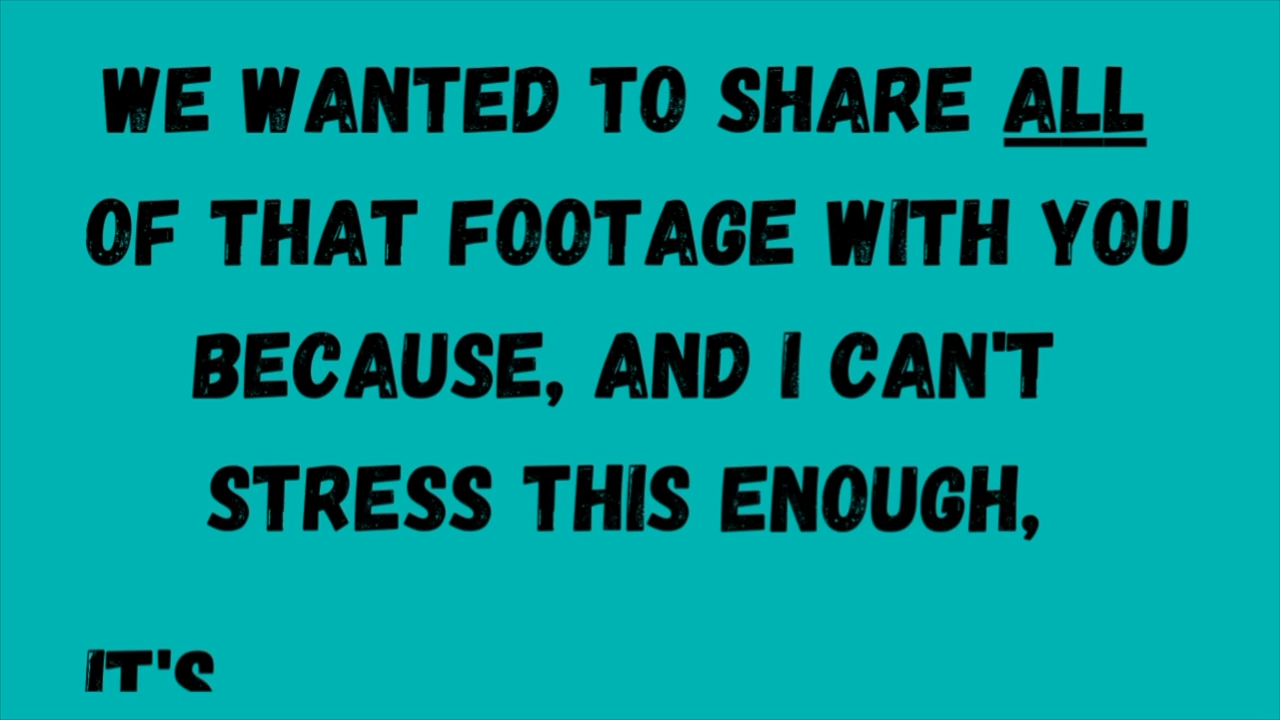 WE WANTED TO SHARE ALL
OF THAT FOOTAGE WITH YOU
BECAUSE, AND I CAN'T
STRESS THIS ENOUGH,
IT'S